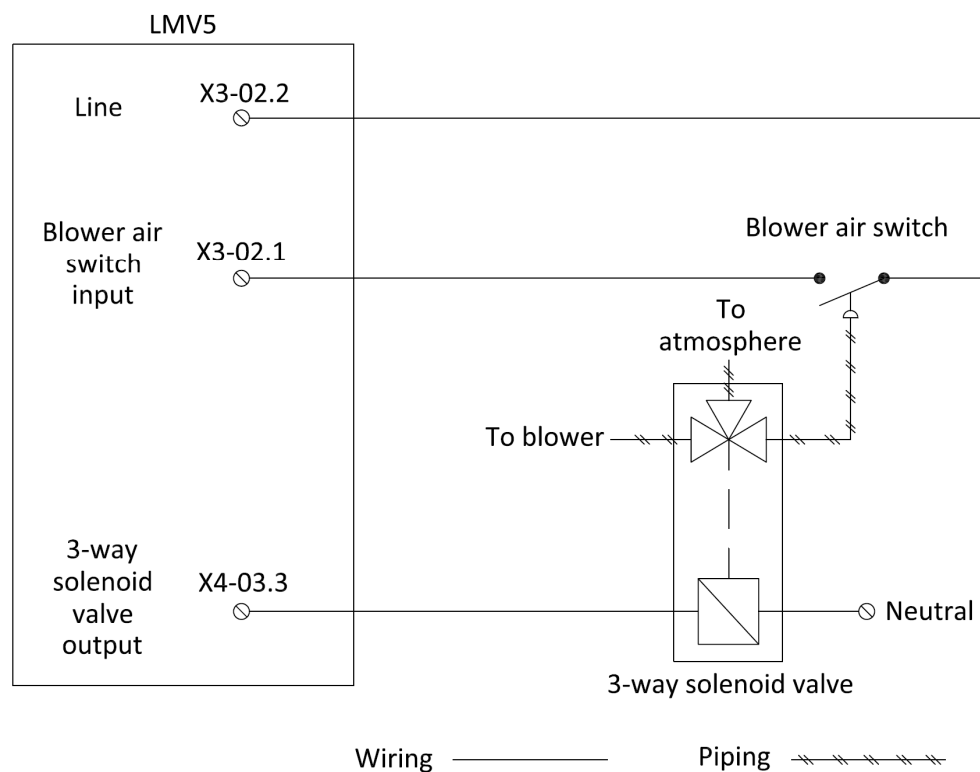 LMV5
Line
X3-02.2
Blower air
switch
input
X3-02.1
Blower air switch
To
atmosphere
To blower
3-way
solenoid
valve
output
X4-03.3
Neutral
3-way solenoid valve
Wiring
Piping